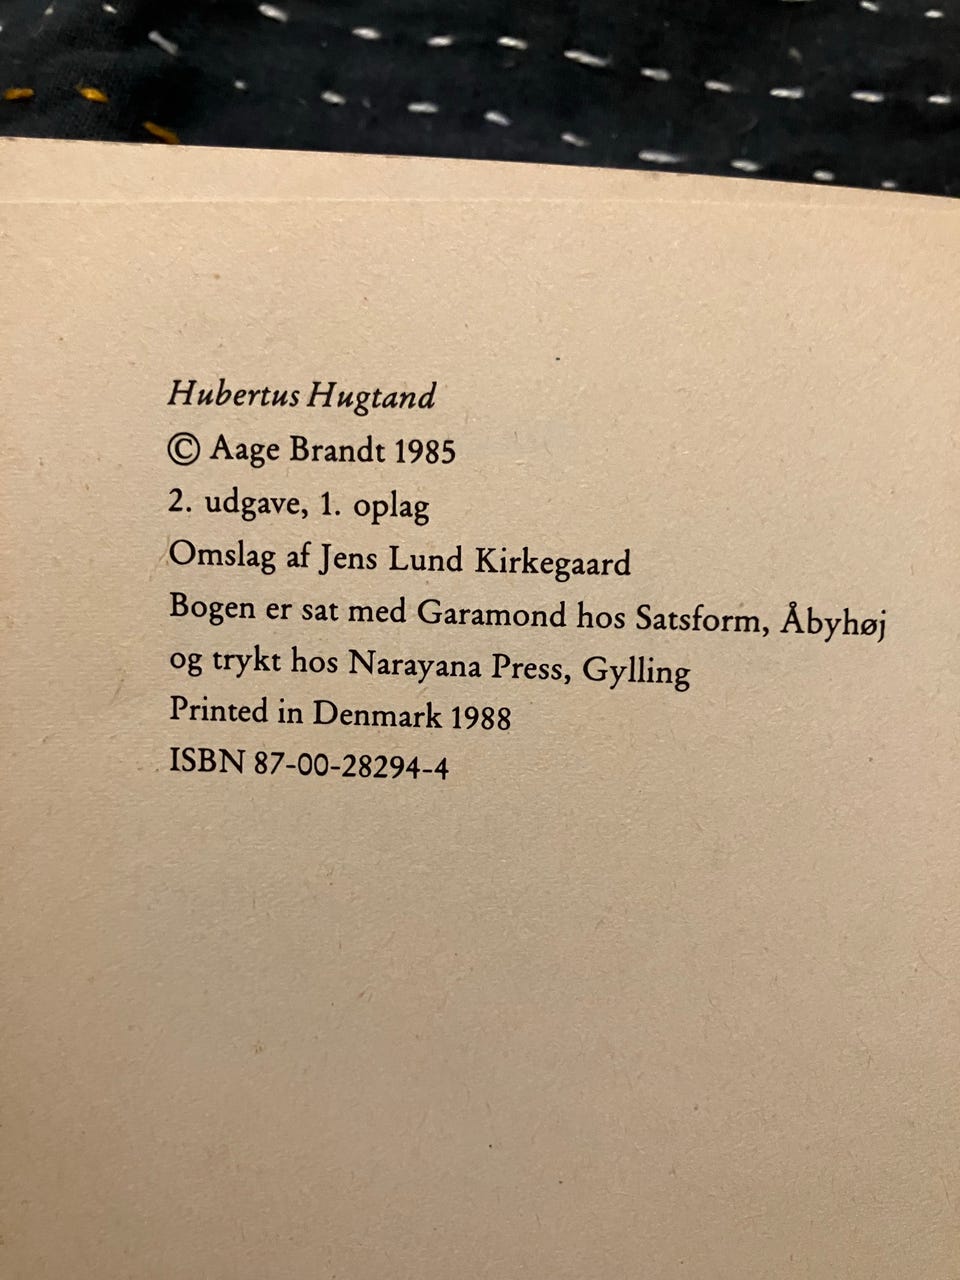 Hubertus Hugtand
© Aage Brandt 1985
2. udgave, 1. oplag
Omslag af Jens Lund Kirkegaard
Bogen er sat med Garamond hos Satsform, Åbyhøj
og trykt hos Narayana Press, Gylling
Printed in Denmark 1988
ISBN 87-00-28294-4